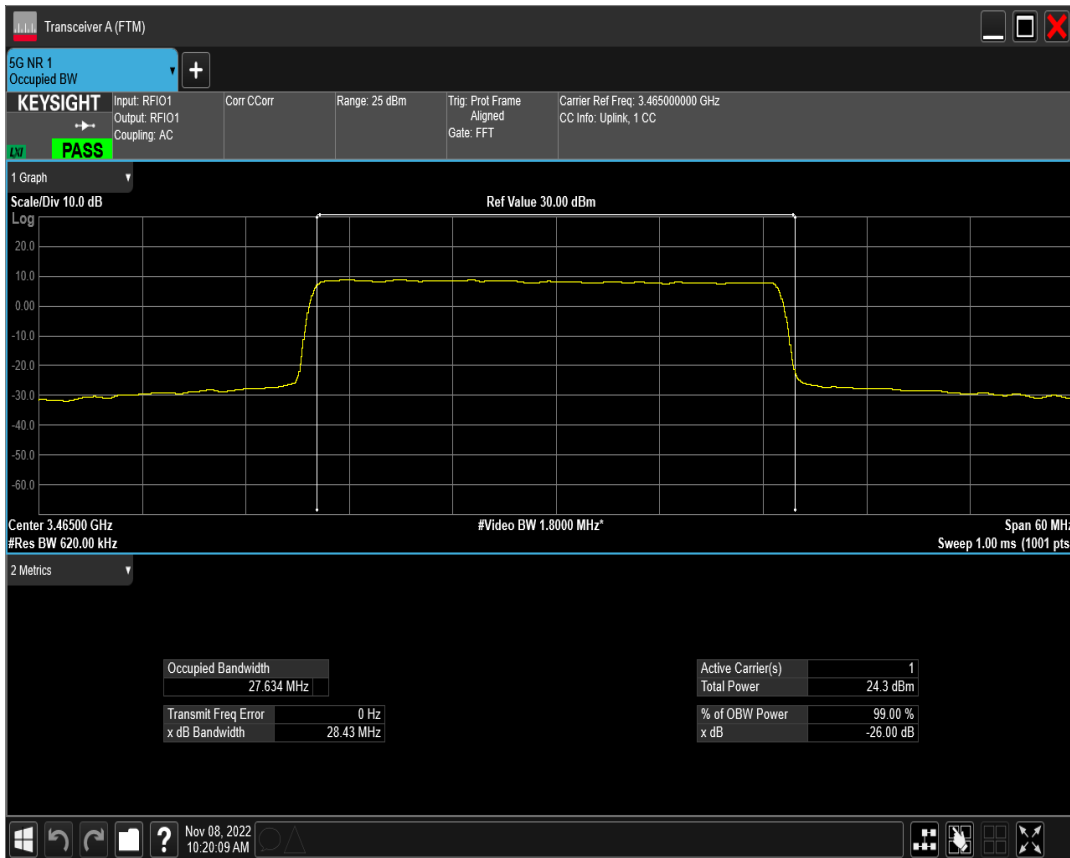 Transceiver A (FTM)
5G NR 1
Occupied BW
+
KEYSIGHT
LXI
PASS
Input: RFIO1
Output: RFIO1
Coupling: AC
Corr CCorr
Range: 25 dBm
Trig: Prot Frame
Aligned
Gate: FFT
Carrier Ref Freq: 3.465000000 GHz
CC Info: Uplink, 1 CC
1 Graph
Scale/Div 10.0 dB
Ref Value 30.00 dBm
Log
20.0
10.0
0.00
-10.0
-20.0
-30.0
-40.0
-50.0
-60.0
Center 3.46500 GHz
#Video BW 1.8000 MHz*
Span 60 MHz
#Res BW 620.00 kHz
Sweep 1.00 ms (1001 pts
2 Metrics
Occupied Bandwidth
27.634 MHz
Transmit Freq Error 0 Hz
x dB Bandwidth 28.43 MHz
Active Carrier(s) 1
Total Power 24.3 dBm
% of OBW Power 99.00 %
x dB -26.00 dB
?
Nov 08, 2022
10:20:09 AM